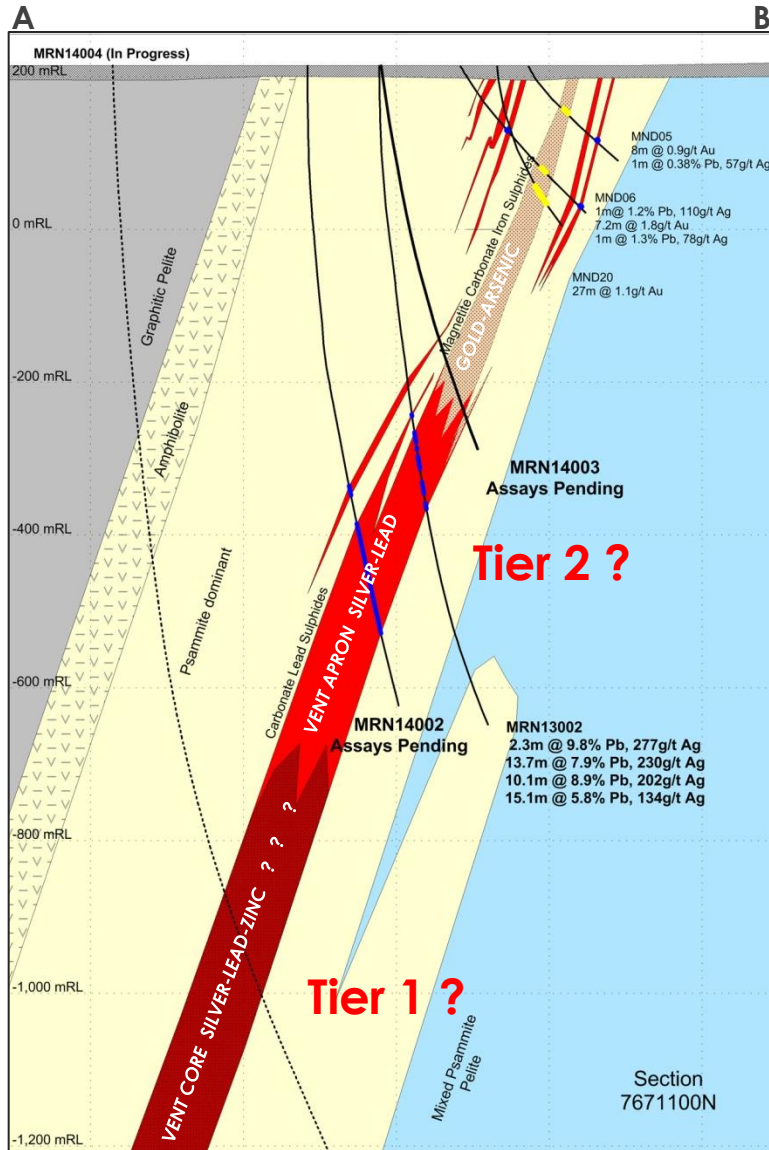 A
B
MRN14004 (In Progress)
200 mRL
MND05
8m @ 0.9g/t Au
1m @ 0.38% Pb, 57g/t Ag
MND06
1m@ 1.2% Pb, 110g/t Ag
7.2m @ 1.8g/t Au
1m @ 1.3% Pb, 78g/t Ag
0 mRL
Graphitic Pelite
Magnetite Carbonate Iron Sulphides
GOLD-ARSENIC
MND20
27m @ 1.1g/t Au
-200 mRL
Amphibolite
MRN14003
Assays Pending
-400 mRL
Tier 2 ?
Psammite dominant
VENT APRON SILVER-LEAD
Carbonate Lead Sulphides
-600 mRL
MRN14002
Assays Pending
MRN13002
2.3m @ 9.8% Pb, 277g/t Ag
13.7m @ 7.9% Pb, 230g/t Ag
10.1m @ 8.9% Pb, 202g/t Ag
15.1m @ 5.8% Pb, 134g/t Ag
-800 mRL
VENT CORE SILVER-LEAD-ZINC ? ? ?
-1,000 mRL
Tier 1 ?
Mixed Psammite
Pelite
Section
7671100N
-1,200 mRL